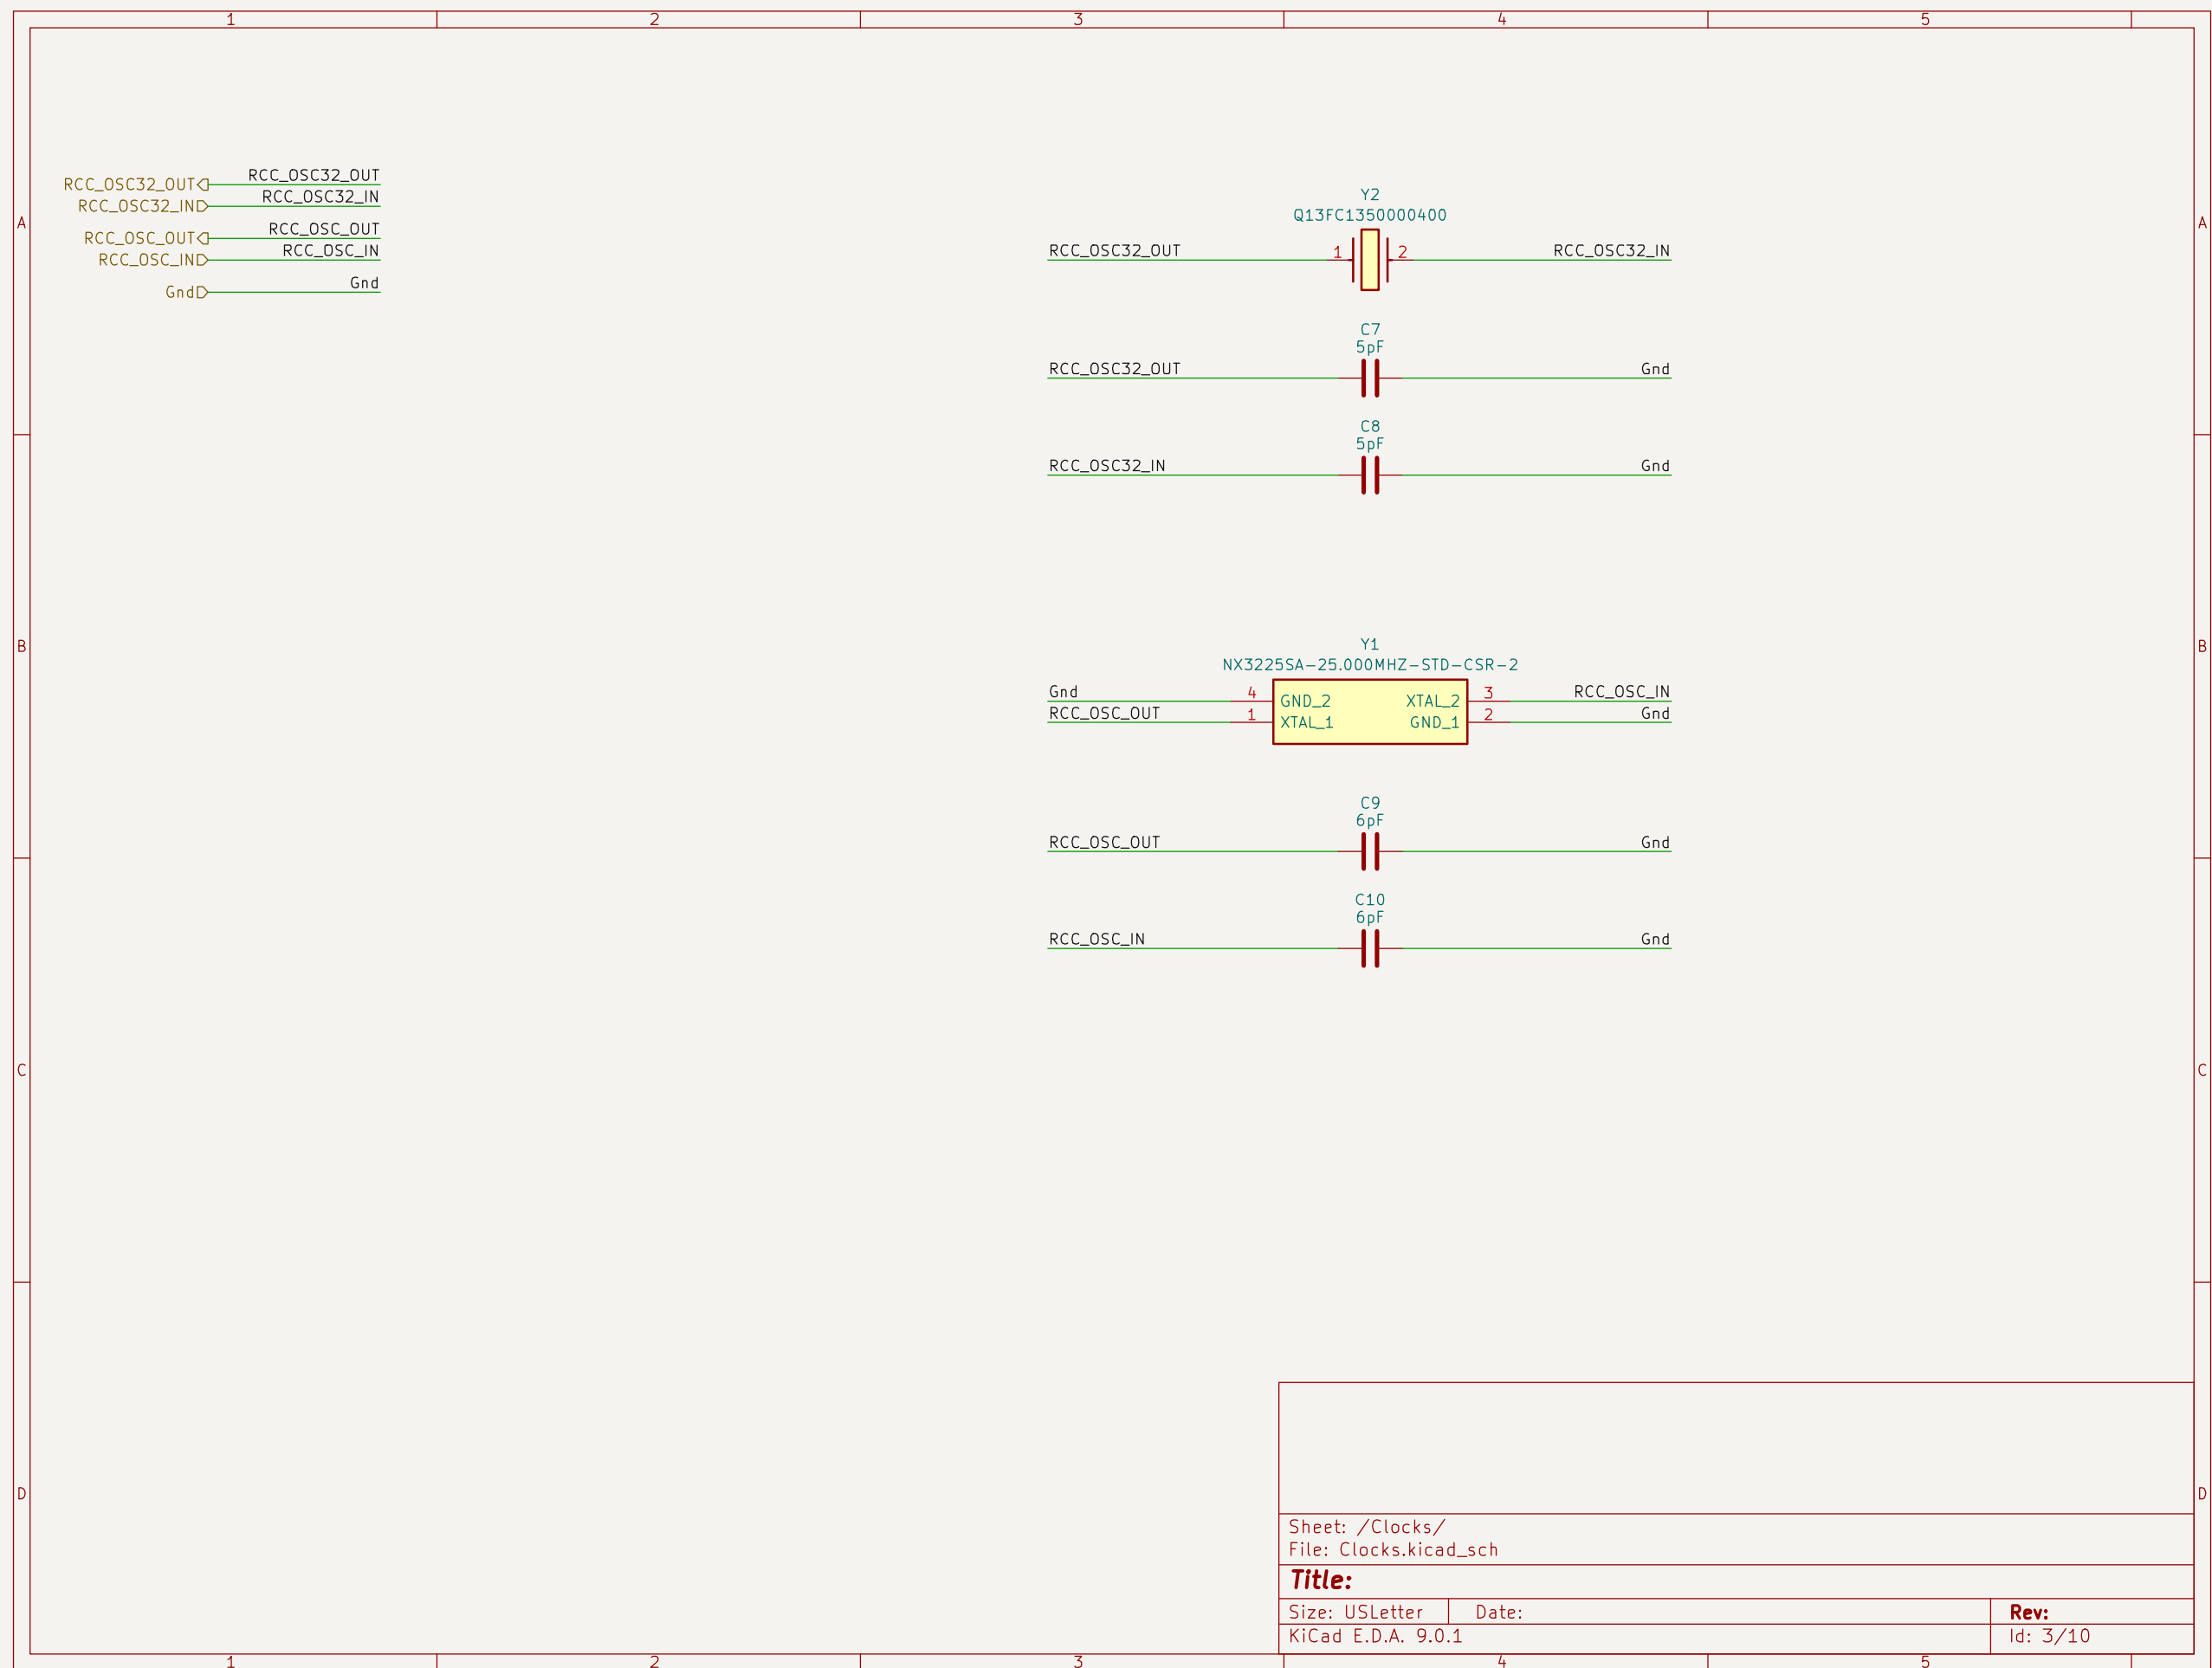 1 2 3 4 5
RCC_OSC32_OUT RCC_OSC32_OUT
RCC_OSC32_IN RCC_OSC32_IN
RCC_OSC_OUT RCC_OSC_OUT
RCC_OSC_IN RCC_OSC_IN
Gnd Gnd
A A
Y2
Q13FC1350000400
RCC_OSC32_OUT 1 2 RCC_OSC32_IN
C7
5pF
RCC_OSC32_OUT Gnd
C8
5pF
RCC_OSC32_IN Gnd
B B
Y1
NX3225SA-25.000MHZ-STD-CSR-2
Gnd 4 GND_2 XTAL_2 3 RCC_OSC_IN
RCC_OSC_OUT 1 XTAL_1 GND_1 2 Gnd
C9
6pF
RCC_OSC_OUT Gnd
C10
6pF
RCC_OSC_IN Gnd
C C
D D
Sheet: /Clocks/
File: Clocks.kicad_sch
Title:
Size: USLetter Date: Rev:
KiCad E.D.A. 9.0.1 Id: 3/10
1 2 3 4 5